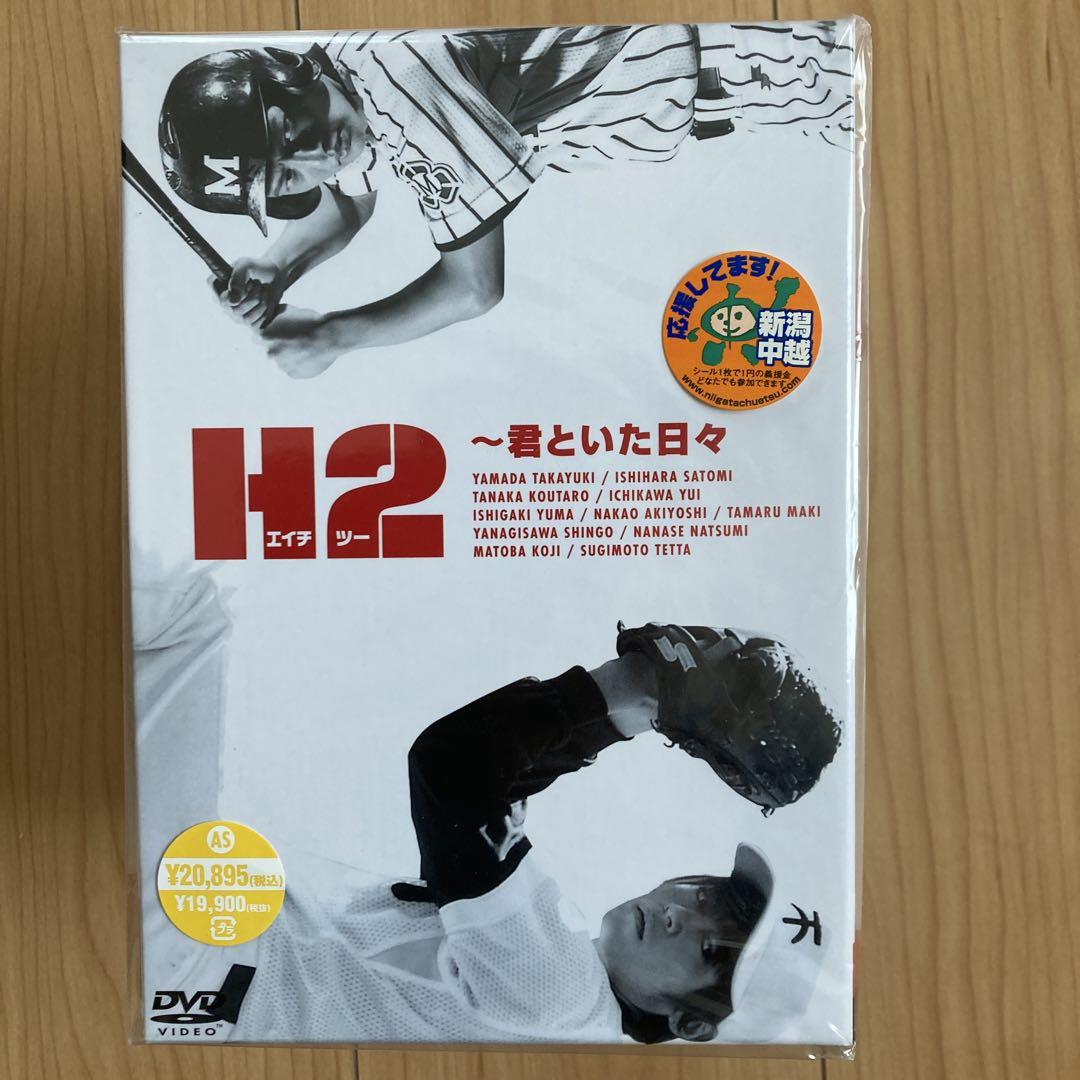 M
応援してます!
新潟
中越
シール1枚で1円の義援金
どなたでも参加できます。
www.niigatachuetsu.com
H2
エイチ ツー
～君といた日々
YAMADA TAKAYUKI / ISHIHARA SATOMI
TANAKA KOUTARO / ICHIKAWA YUI
ISHIGAKI YUMA / NAKAO AKIYOSHI / TAMARU MAKI
YANAGISAWA SHINGO / NANASE NATSUMI
MATOBA KOJI / SUGIMOTO TETTA
S
AS
¥20,895(税込)
¥19,900(税抜)
プラ
DVD
VIDEO™